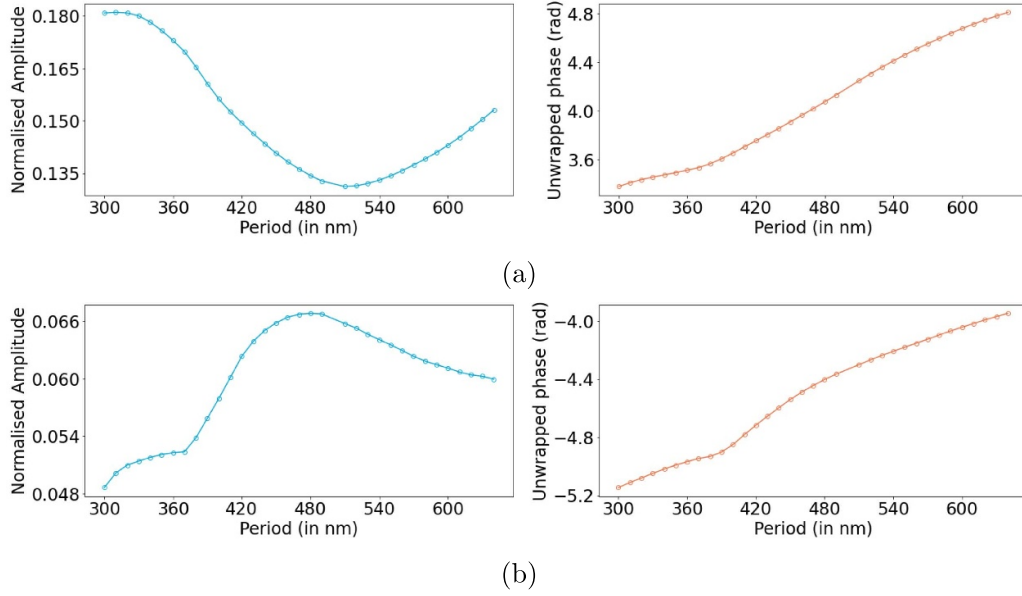 Normalised Amplitude
0.180
0.165
0.150
0.135
300 360 420 480 540 600
Period (in nm)
Unwrapped phase (rad)
4.8
4.4
4.0
3.6
300 360 420 480 540 600
Period (in nm)
(a)
Normalised Amplitude
0.066
0.060
0.054
0.048
300 360 420 480 540 600
Period (in nm)
Unwrapped phase (rad)
−4.0
−4.4
−4.8
−5.2
300 360 420 480 540 600
Period (in nm)
(b)